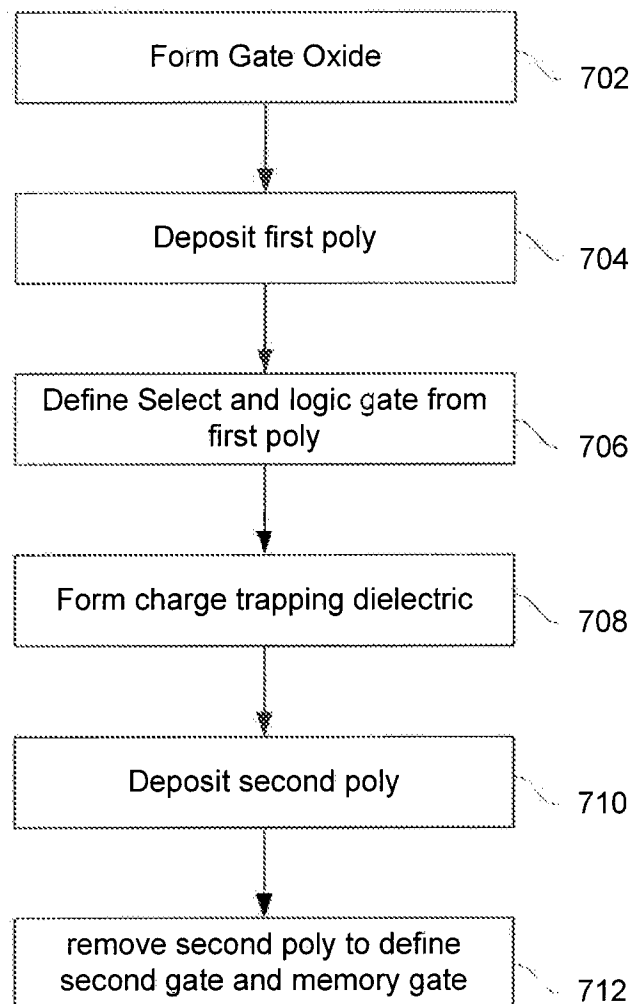 Form Gate Oxide
702
Deposit first poly
704
Define Select and logic gate from
first poly
706
Form charge trapping dielectric
708
Deposit second poly
710
remove second poly to define
second gate and memory gate
712